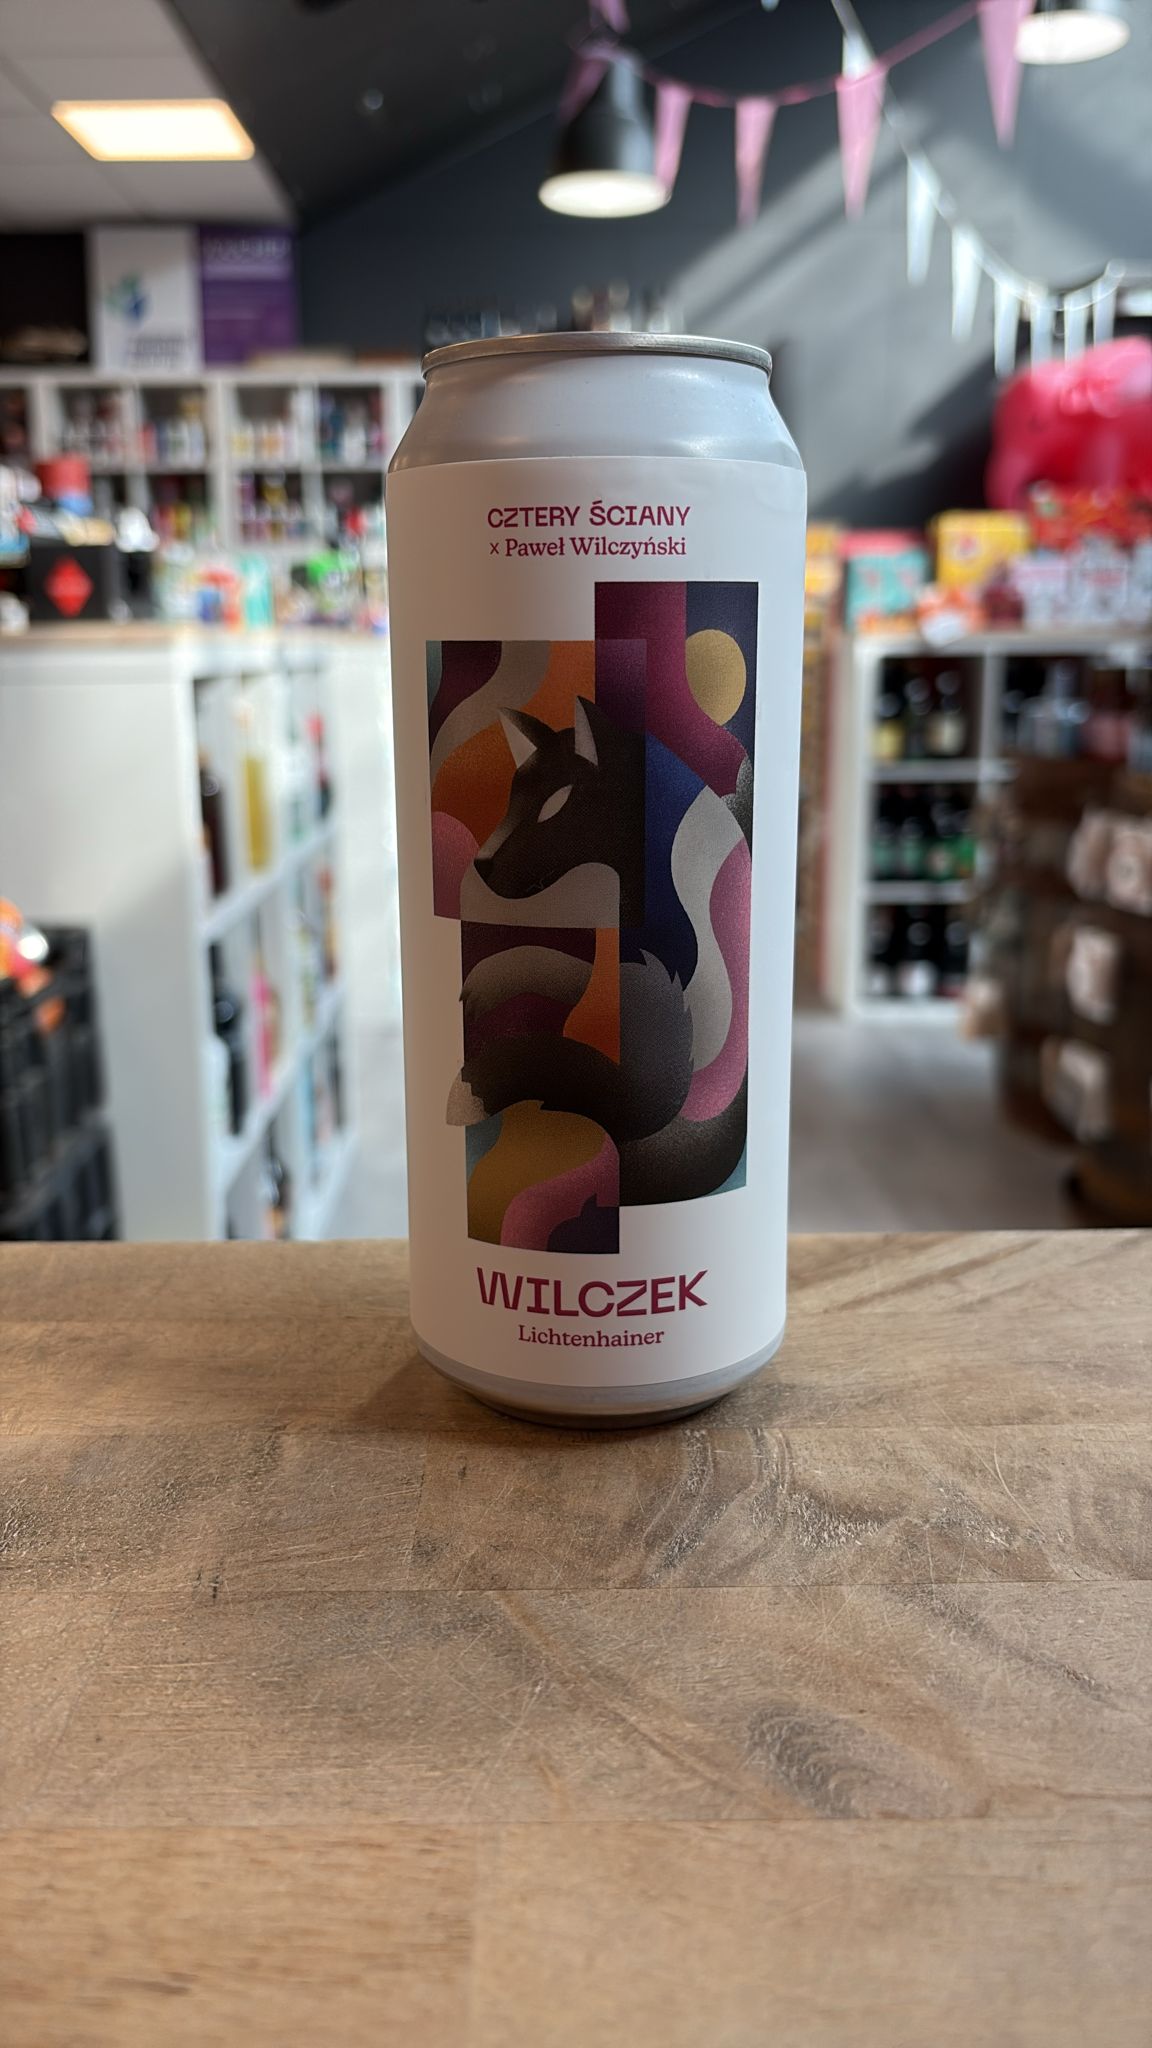 CZTERY ŚCIANY
x Paweł Wilczyński
WILCZEK
Lichtenhainer